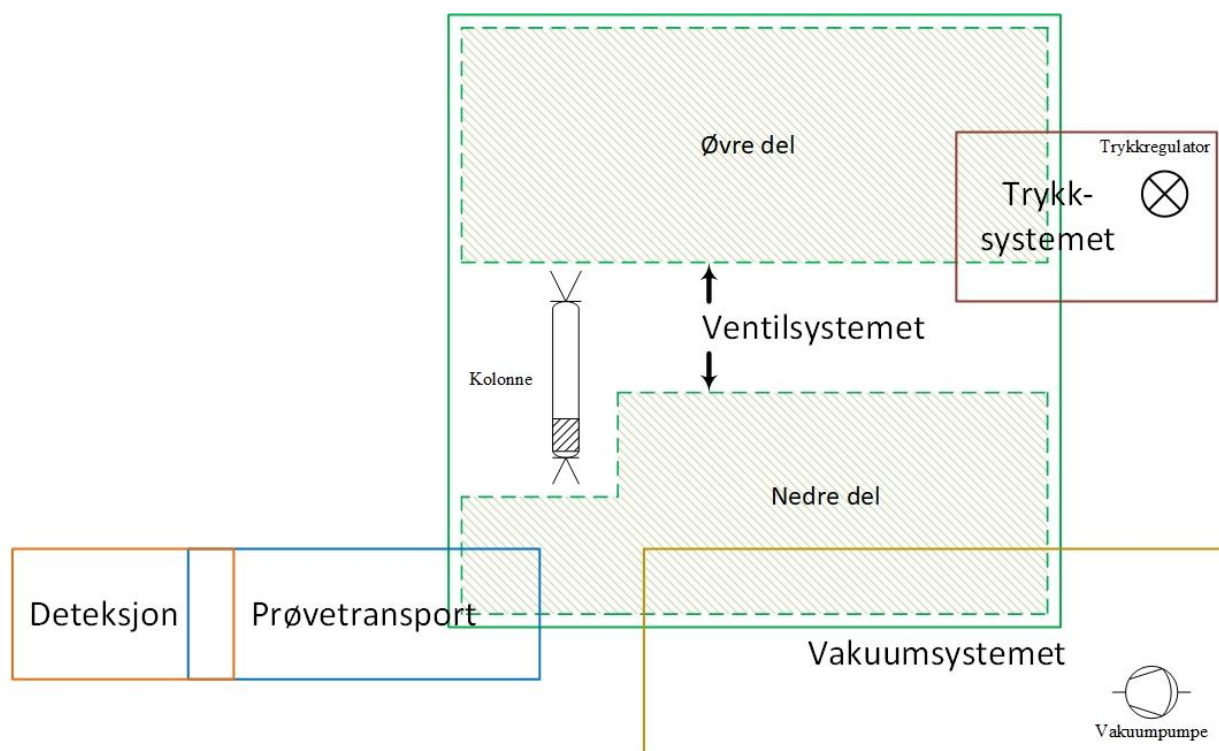 Øvre del
Trykkregulator
Trykk-
systemet
Ventilsystemet
Kolonne
Nedre del
Deteksjon
Prøvetransport
Vakuumsystemet
Vakuumpumpe